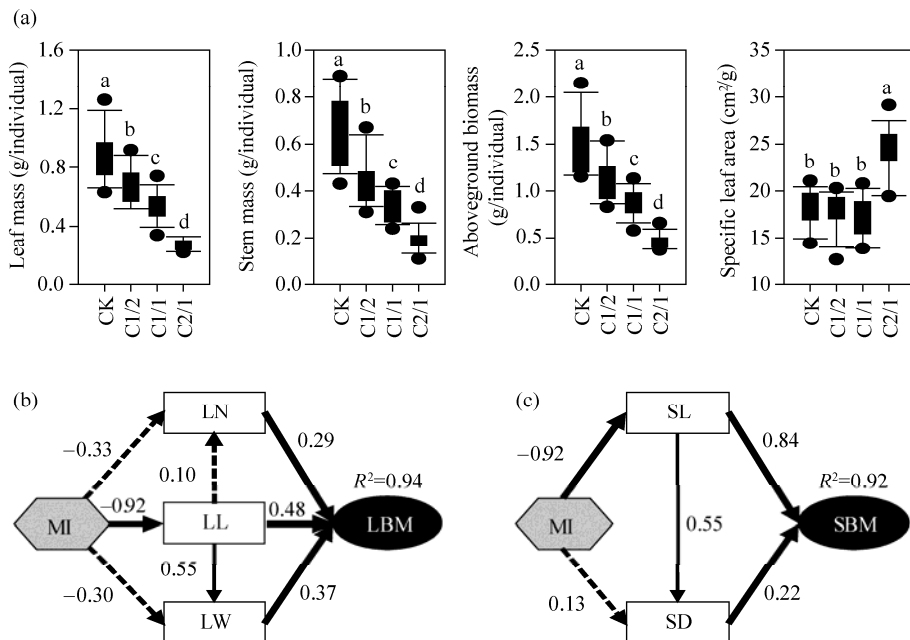 (a)
Leaf mass (g/individual)
1.6
1.2
0.8
0.4
0.0
a
b
c
d
CK
C1/2
C1/1
C2/1
Stem mass (g/individual)
1.0
0.8
0.6
0.4
0.2
0.0
a
b
c
d
CK
C1/2
C1/1
C2/1
Aboveground biomass
(g/individual)
2.5
2.0
1.5
1.0
0.5
0.0
a
b
c
d
CK
C1/2
C1/1
C2/1
Specific leaf area (cm²/g)
35
30
25
20
15
10
b
b
b
a
CK
C1/2
C1/1
C2/1
(b)
LN
−0.33
0.29
0.10
R²=0.94
MI
−0.92
LL
0.48
LBM
0.55
−0.30
0.37
LW
(c)
SL
−0.92
0.84
R²=0.92
MI
0.55
SBM
0.13
0.22
SD